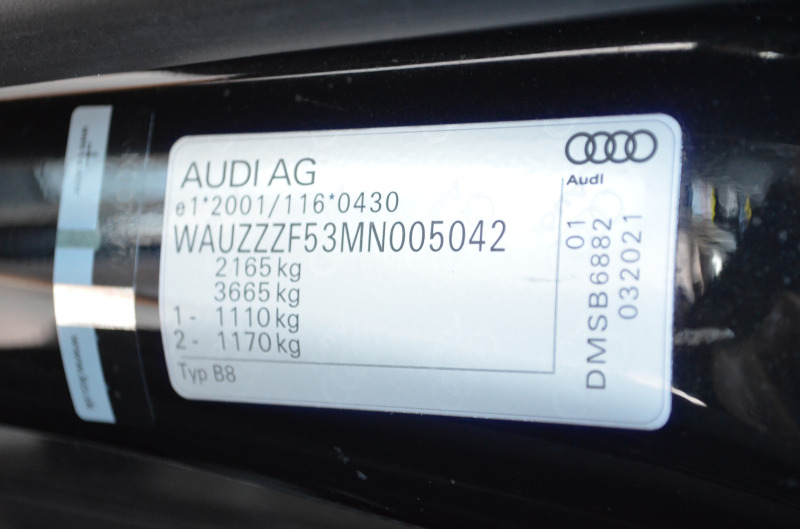 AUDI AG
e1*2001/116*0430
WAUZZZF53MN005042
2165 kg
3665 kg
1 - 1110 kg
2 - 1170 kg
Typ B8
Audi
01
DMSB6882
032021